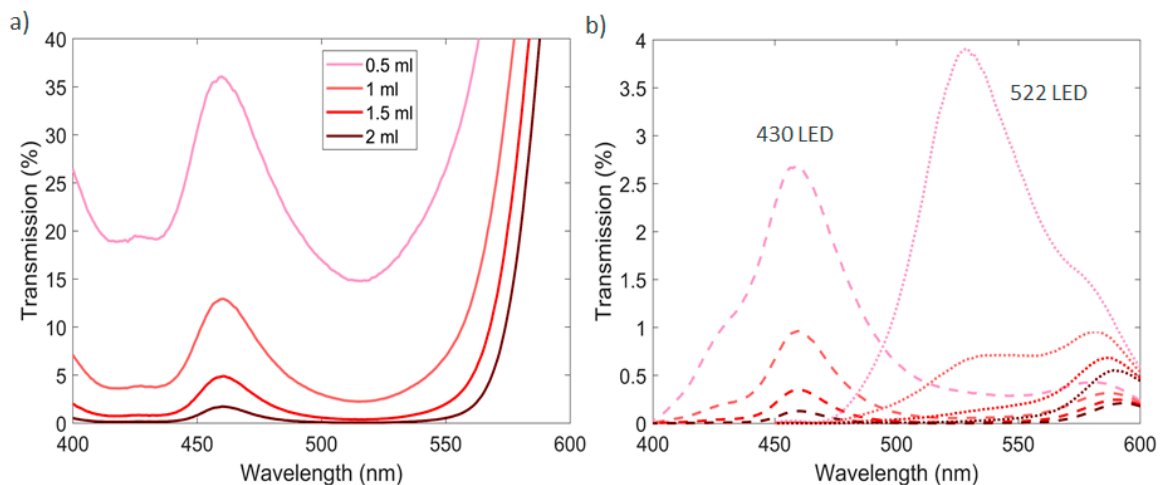 a)
40
35
30
25
20
15
10
5
0
Transmission (%)
400
450
500
550
600
Wavelength (nm)
0.5 ml
1 ml
1.5 ml
2 ml
b)
4
3.5
3
2.5
2
1.5
1
0.5
0
Transmission (%)
430 LED
522 LED
400
450
500
550
600
Wavelength (nm)